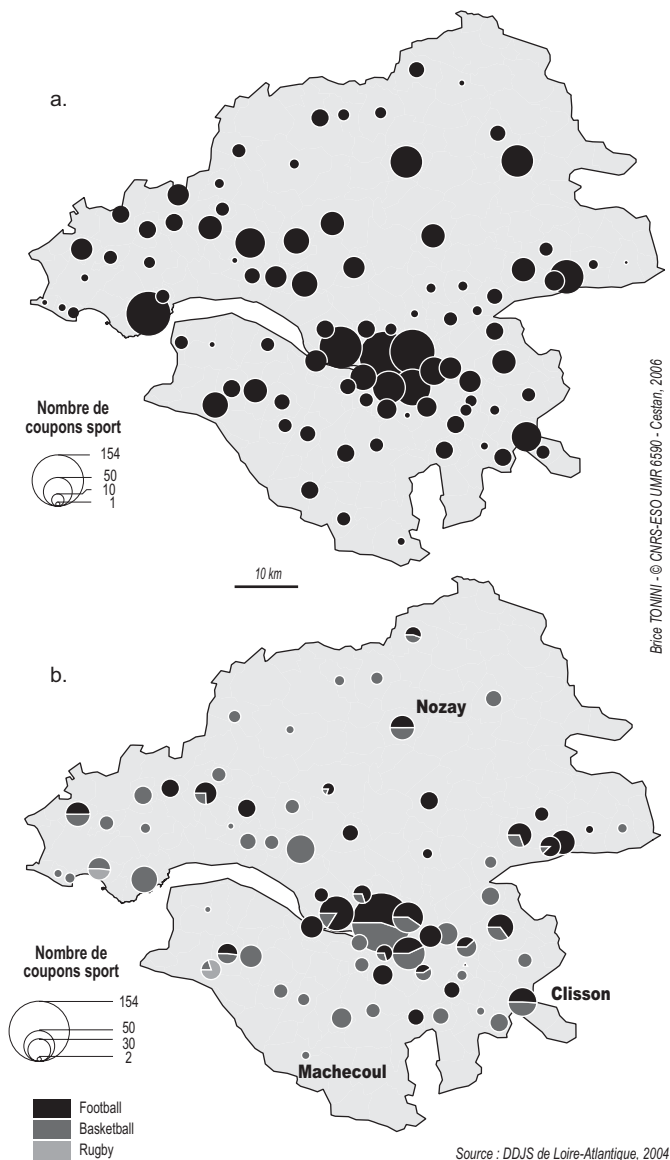 a.
Nombre de
coupons sport
154
50
10
1
10 km
Brice TONINI - © CNRS-ESO UMR 6590 - Cestan, 2006
b.
Nozay
Clisson
Machecoul
Nombre de
coupons sport
154
50
30
2
Football
Basketball
Rugby
Source : DDJS de Loire-Atlantique, 2004